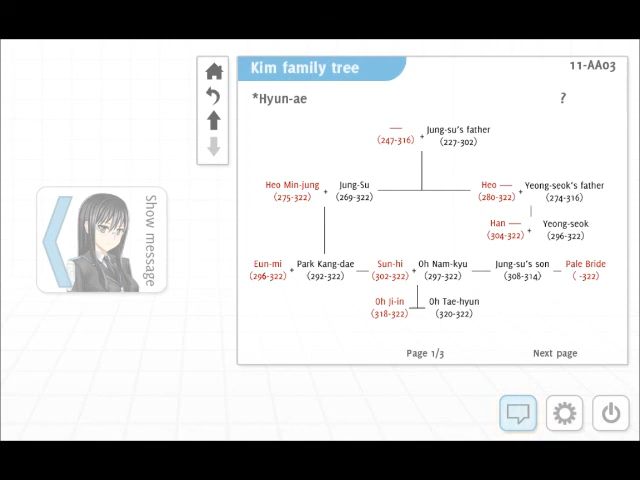 Kim family tree
11-AA03
*Hyun-ae
?
— + Jung-su's father
(247-316) (227-302)
Heo Min-jung + Jung-Su
(275-322) (269-322)
Heo — + Yeong-seok's father
(280-322) (274-316)
Han — + Yeong-seok
(304-322) (296-322)
Eun-mi + Park Kang-dae — Sun-hi + Oh Nam-kyu — Jung-su's son — Pale Bride
(296-322) (292-322) (302-322) (297-322) (308-314) ( -322)
Oh Ji-in Oh Tae-hyun
(318-322) (320-322)
Page 1/3
Next page
Show message